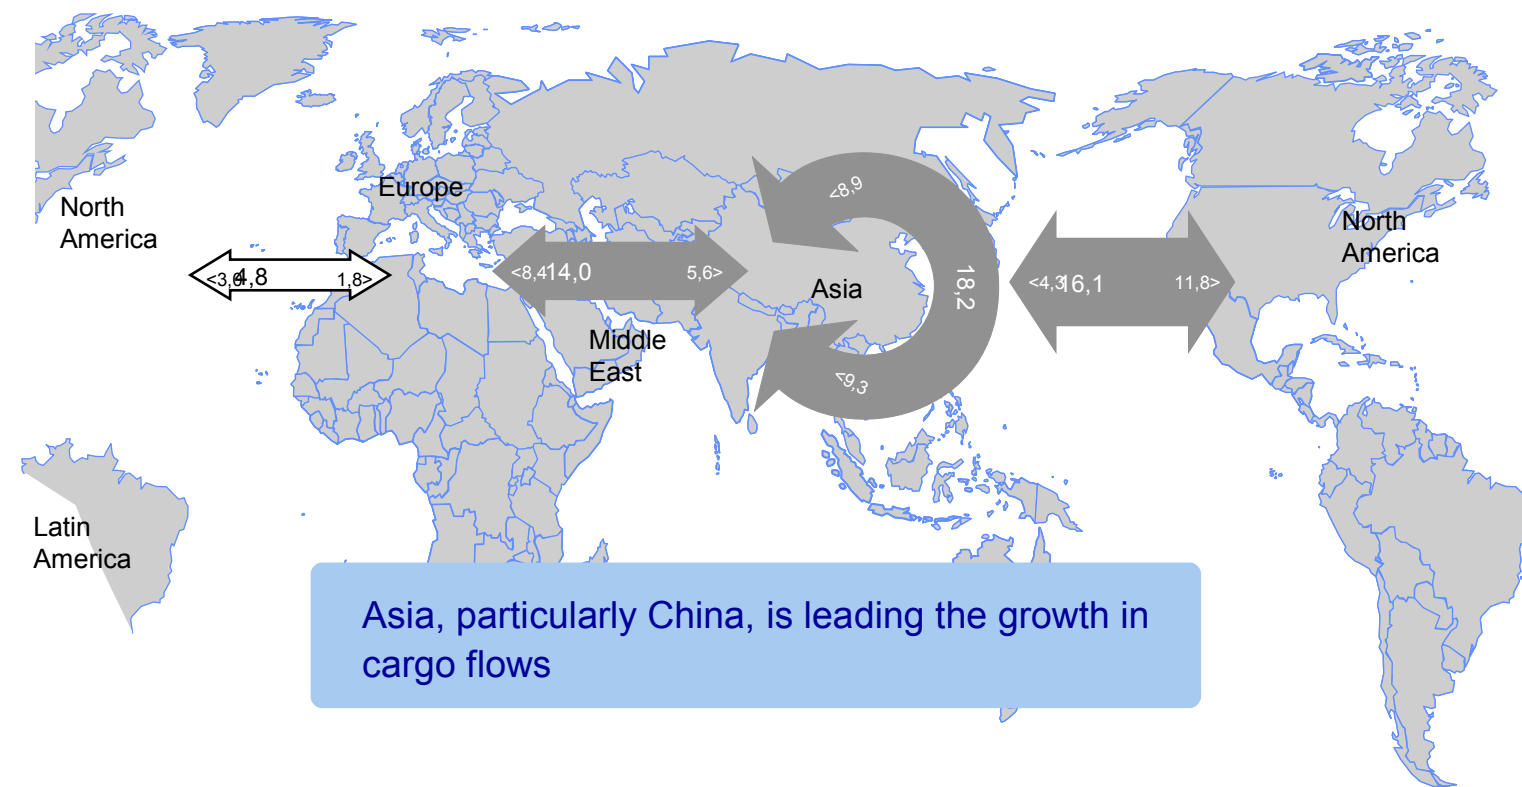 Europe
North
America
North
America
<8,9
<3,0
4,8
1,8>
<8,4
14,0
5,6>
Asia
18,2
<4,3
16,1
11,8>
Middle
East
<9,3
Latin
America
Asia, particularly China, is leading the growth in
cargo flows